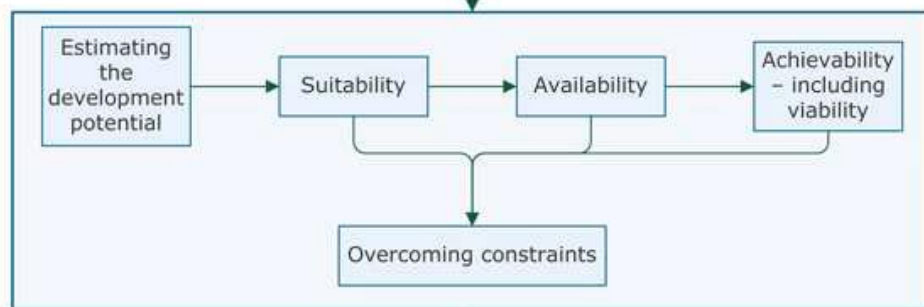 Estimating
the
development
potential
Suitability
Availability
Achievability
– including
viability
Overcoming constraints